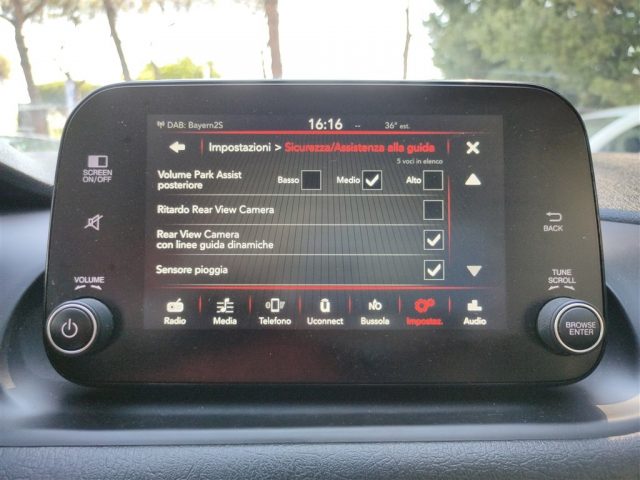 DAB: Bayern2S 16:16 -- 36° est.
Impostazioni > Sicurezza/Assistenza alla guida
5 voci in elenco
Volume Park Assist posteriore Basso Medio Alto
Ritardo Rear View Camera
Rear View Camera
con linee guida dinamiche
Sensore pioggia
Radio Media Telefono Uconnect Bussola Impostaz. Audio
NO
SCREEN
ON/OFF
VOLUME
BACK
TUNE
SCROLL
BROWSE
ENTER